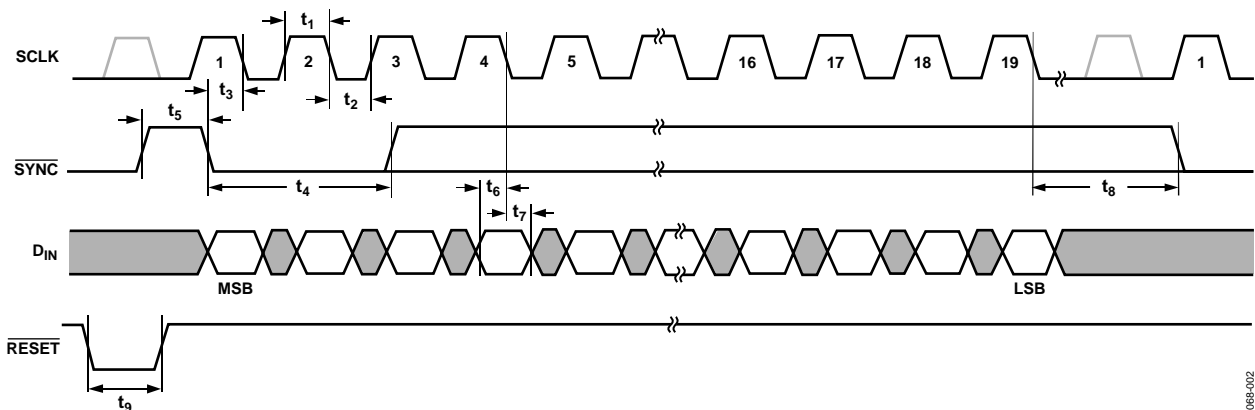 t1
SCLK
1 2 3 4 5 16 17 18 19 1
t3
t2
t5
SYNC
t4
t6
t8
t7
DIN
MSB
LSB
RESET
t9
068-002